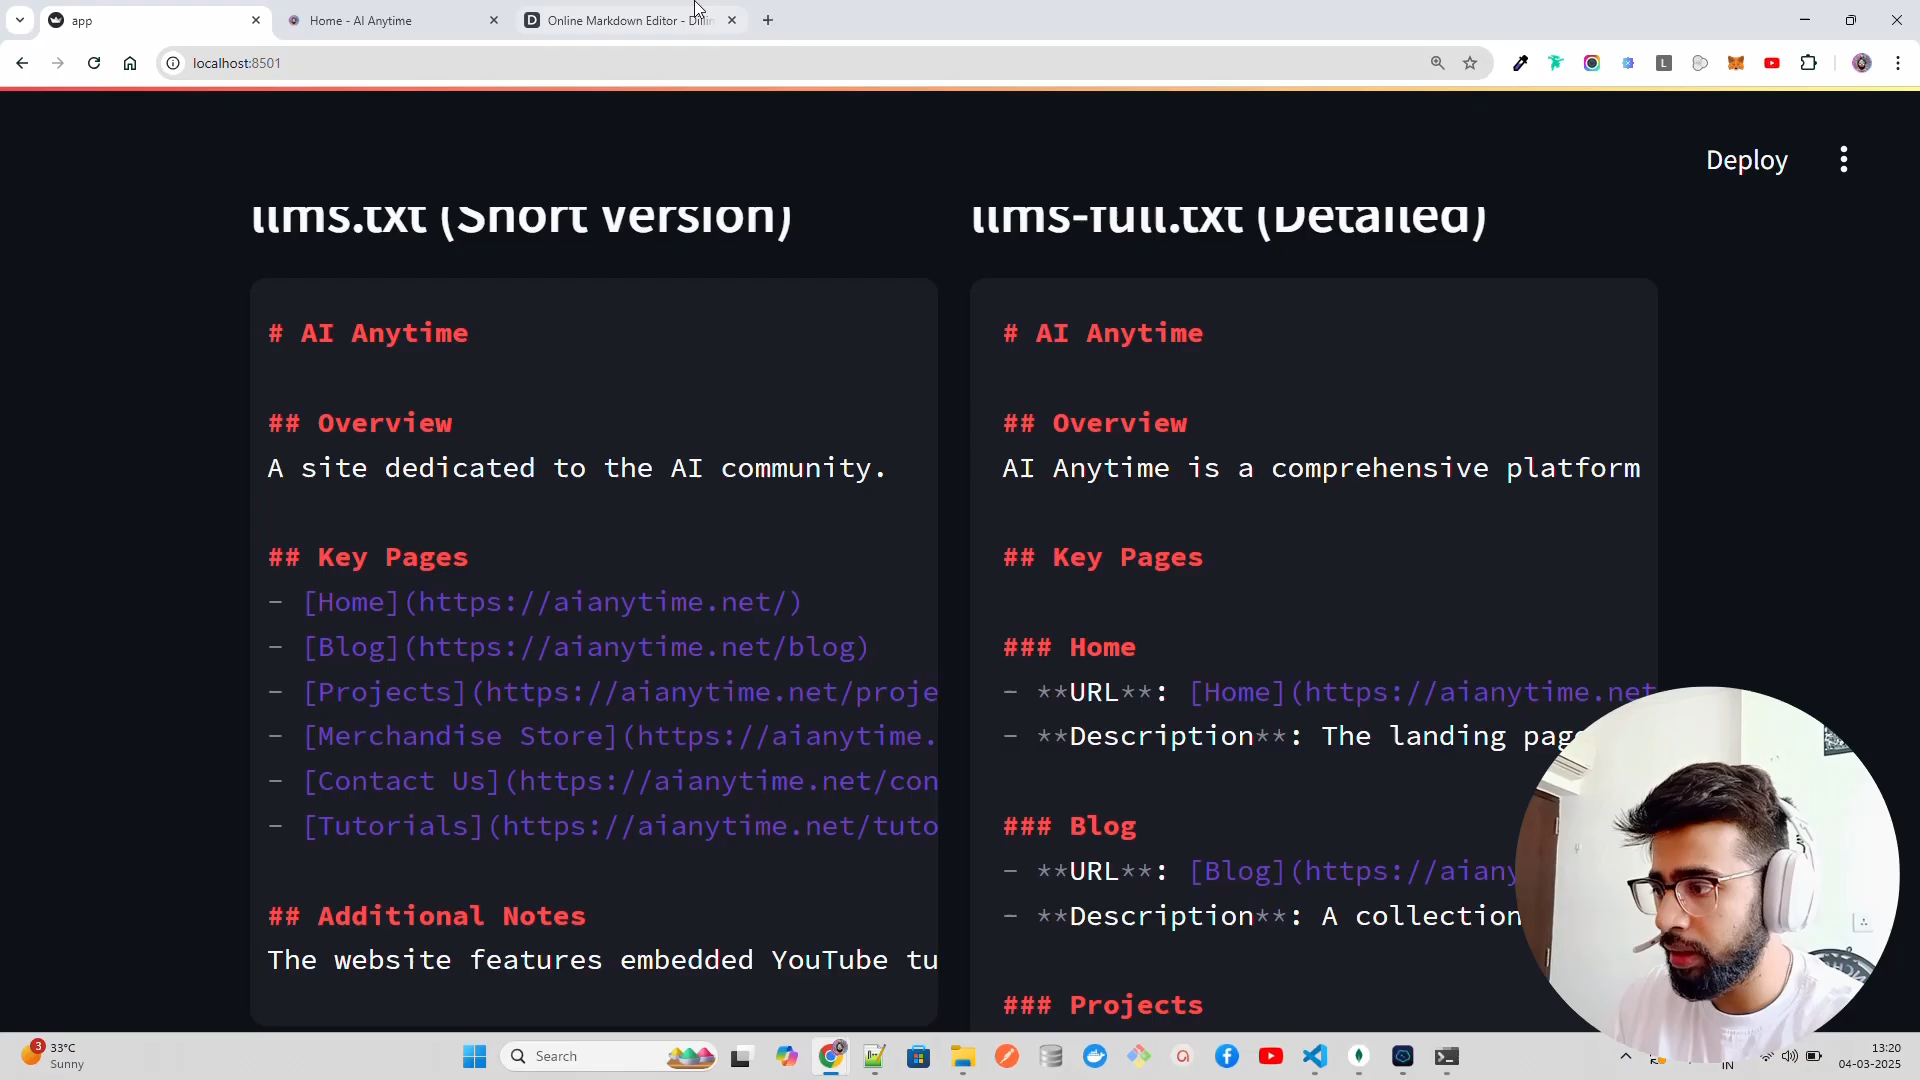 app
Home - AI Anytime
Online Markdown Editor - Dillin
localhost:8501
Deploy
llms.txt (Short Version)
# AI Anytime
## Overview
A site dedicated to the AI community.
## Key Pages
- [Home](https://aianytime.net/)
- [Blog](https://aianytime.net/blog)
- [Projects](https://aianytime.net/proje
- [Merchandise Store](https://aianytime.
- [Contact Us](https://aianytime.net/con
- [Tutorials](https://aianytime.net/tuto
## Additional Notes
The website features embedded YouTube tu
llms-full.txt (Detailed)
# AI Anytime
## Overview
AI Anytime is a comprehensive platform
## Key Pages
### Home
- **URL**: [Home](https://aianytime.net
- **Description**: The landing page
### Blog
- **URL**: [Blog](https://aiany
- **Description**: A collection
### Projects
3
33°C
Sunny
Search
IN
13:20
04-03-2025